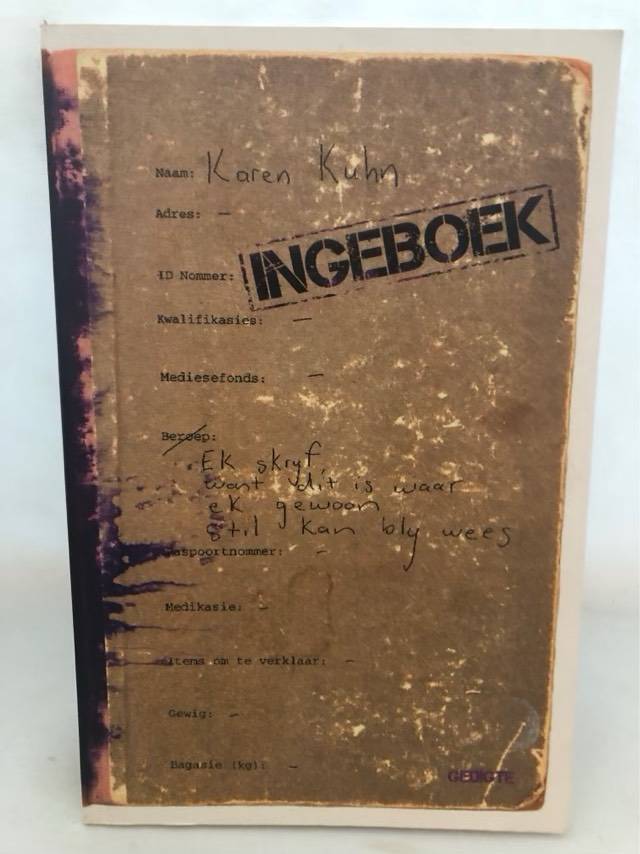 Naam: Karen Kuhn
Adres: –
INGEBOEK
ID Nommer:
Kwalifikasies: –
Mediesefonds: –
Beroep:
Ek skryf,
want dit is waar
ek gewoon
stil kan bly wees
Paspoortnommer: –
Medikasie: –
Items om te verklaar: –
Gewig: –
Bagasie (kg): –
GEDIGTE